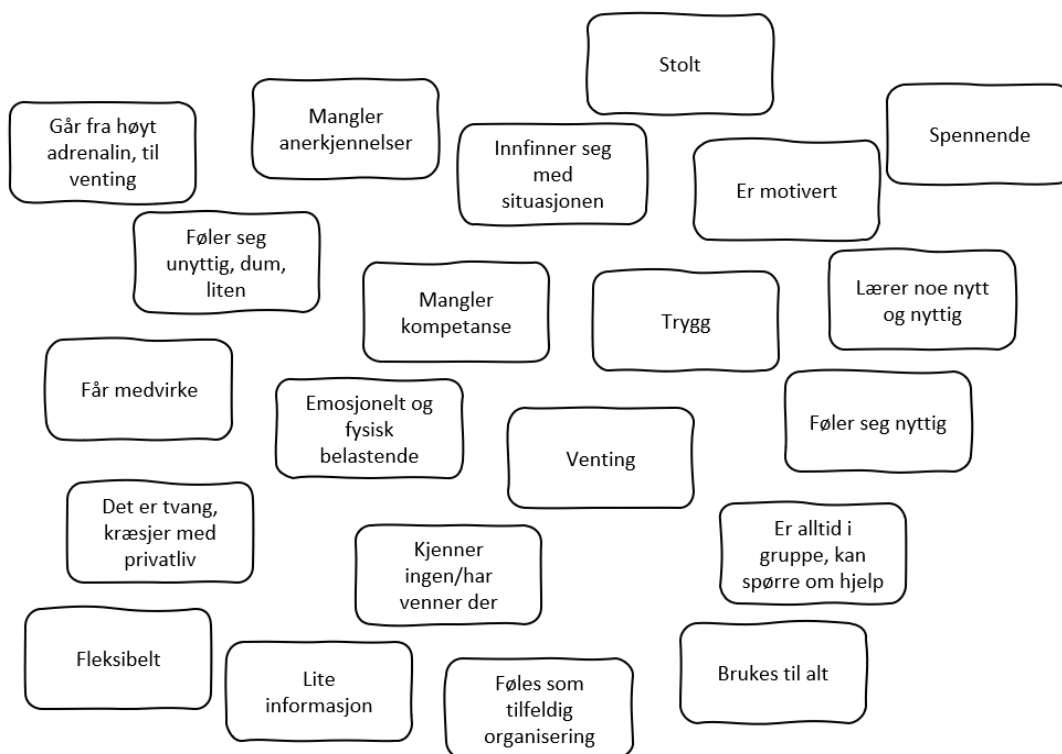 Stolt
Går fra høyt
adrenalin, til
venting
Mangler
anerkjennelser
Innfinner seg
med
situasjonen
Er motivert
Spennende
Føler seg
unyttig, dum,
liten
Mangler
kompetanse
Trygg
Lærer noe nytt
og nyttig
Får medvirke
Emosjonelt og
fysisk
belastende
Venting
Føler seg nyttig
Det er tvang,
kræsjer med
privatliv
Kjenner
ingen/har
venner der
Er alltid i
gruppe, kan
spørre om hjelp
Fleksibelt
Lite
informasjon
Føles som
tilfeldig
organisering
Brukes til alt